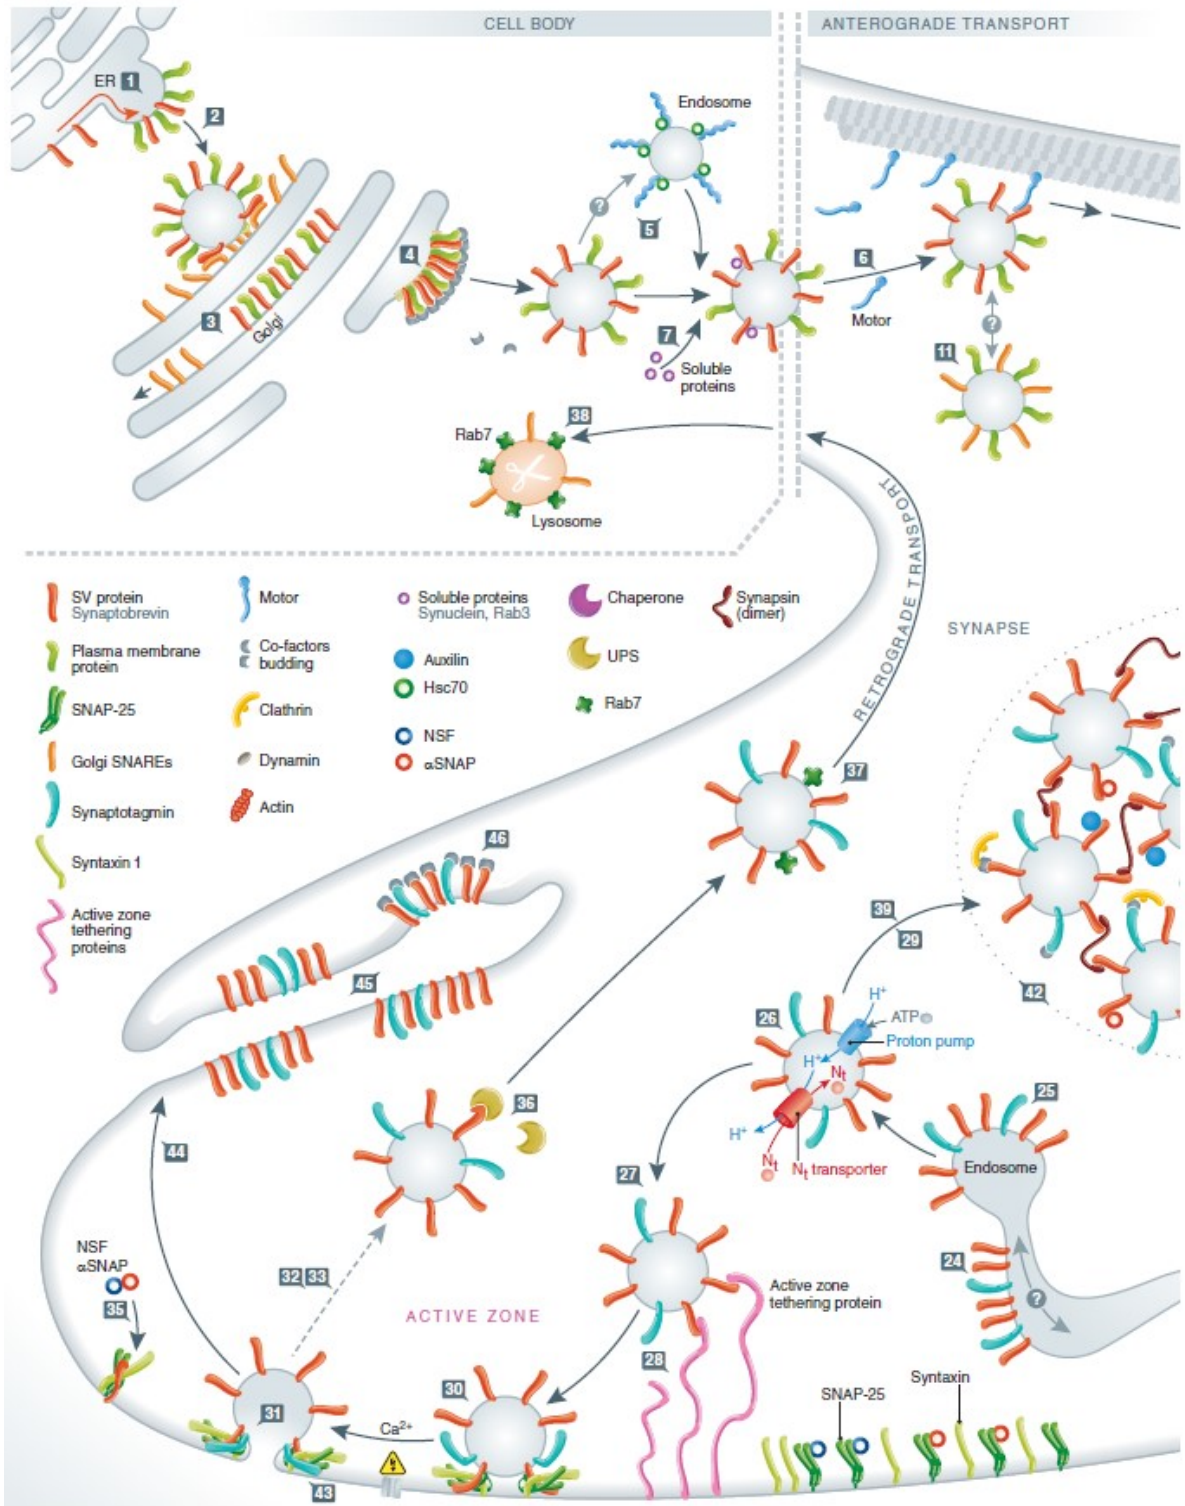 CELL BODY
ANTEROGRADE TRANSPORT
ER 1
2
Endosome
?
5
4
3
Golgi
6
Motor
7
Soluble
proteins
?
11
38
Rab7
Lysosome
RETROGRADE TRANSPORT
SV protein
Synaptobrevin
Plasma membrane
protein
SNAP-25
Golgi SNAREs
Synaptotagmin
Syntaxin 1
Active zone
tethering
proteins
Motor
Co-factors
budding
Clathrin
Dynamin
Actin
Soluble proteins
Synuclein, Rab3
Auxilin
Hsc70
NSF
αSNAP
Chaperone
UPS
Rab7
Synapsin
(dimer)
SYNAPSE
37
46
45
39
29
42
26
H⁺
ATP
Proton pump
H⁺
Nt
H⁺
Nt
Nt transporter
25
Endosome
24
?
36
44
27
NSF
αSNAP
35
32 33
ACTIVE ZONE
Active zone
tethering protein
28
30
31
Ca²⁺
43
SNAP-25
Syntaxin